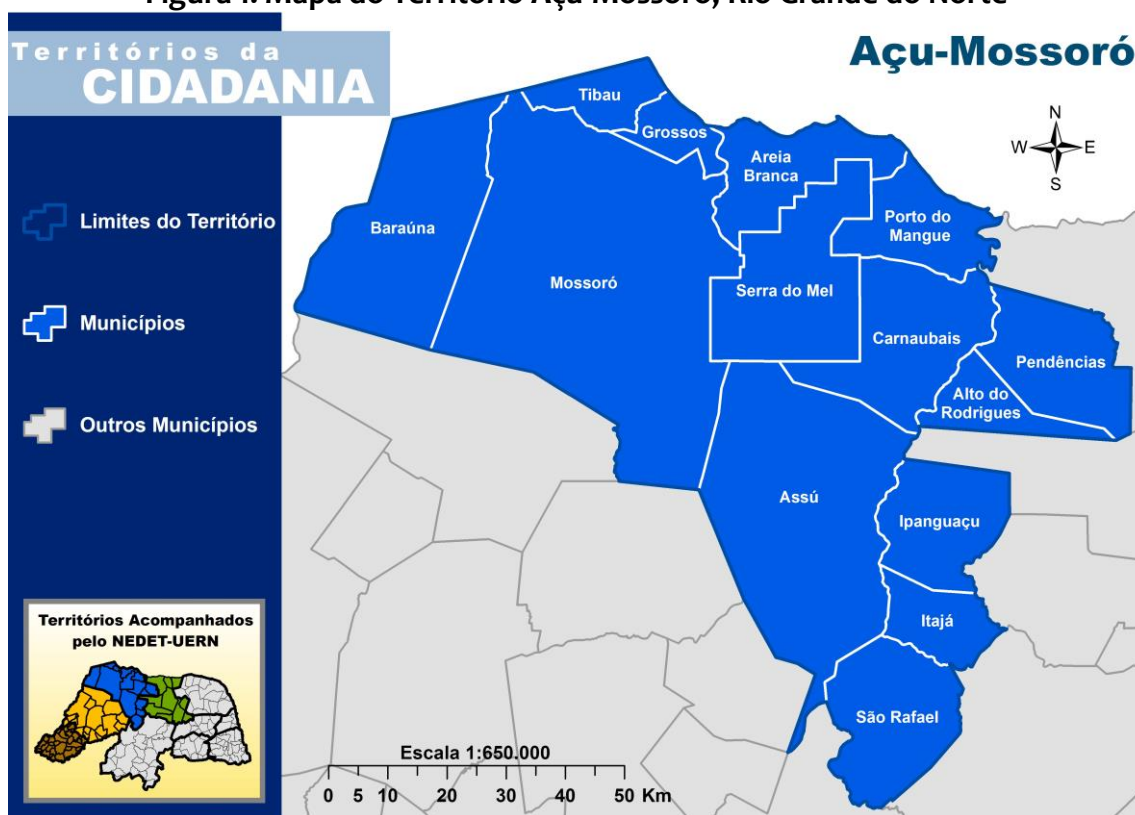 Figura 1. Mapa do Território Açu-Mossoró, Rio Grande do Norte
Territórios da
CIDADANIA
Açu-Mossoró
N
W
E
S
Limites do Território
Municípios
Outros Municípios
Tibau
Grossos
Areia
Branca
Baraúna
Porto do
Mangue
Mossoró
Serra do Mel
Carnaubais
Pendências
Alto do
Rodrigues
Assú
Ipanguaçu
Itajá
São Rafael
Territórios Acompanhados
pelo NEDET-UERN
Escala 1:650.000
0 5 10 20 30 40 50 Km